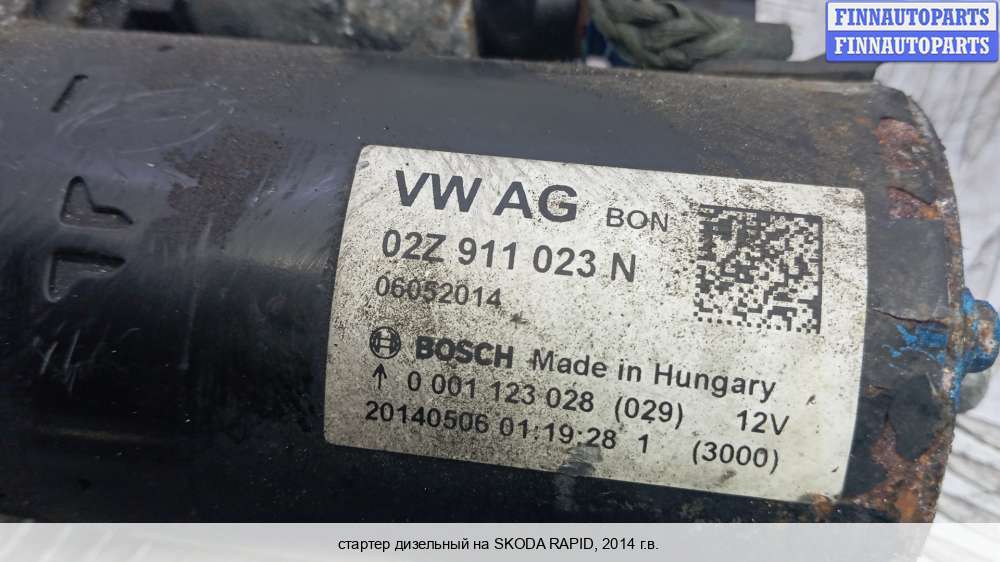 FINNAUTOPARTS
FINNAUTOPARTS
VW AG BON
02Z 911 023 N
06052014
BOSCH Made in Hungary
↑ 0 001 123 028 (029) 12V
20140506 01:19:28 1 (3000)
стартер дизельный на SKODA RAPID, 2014 г.в.